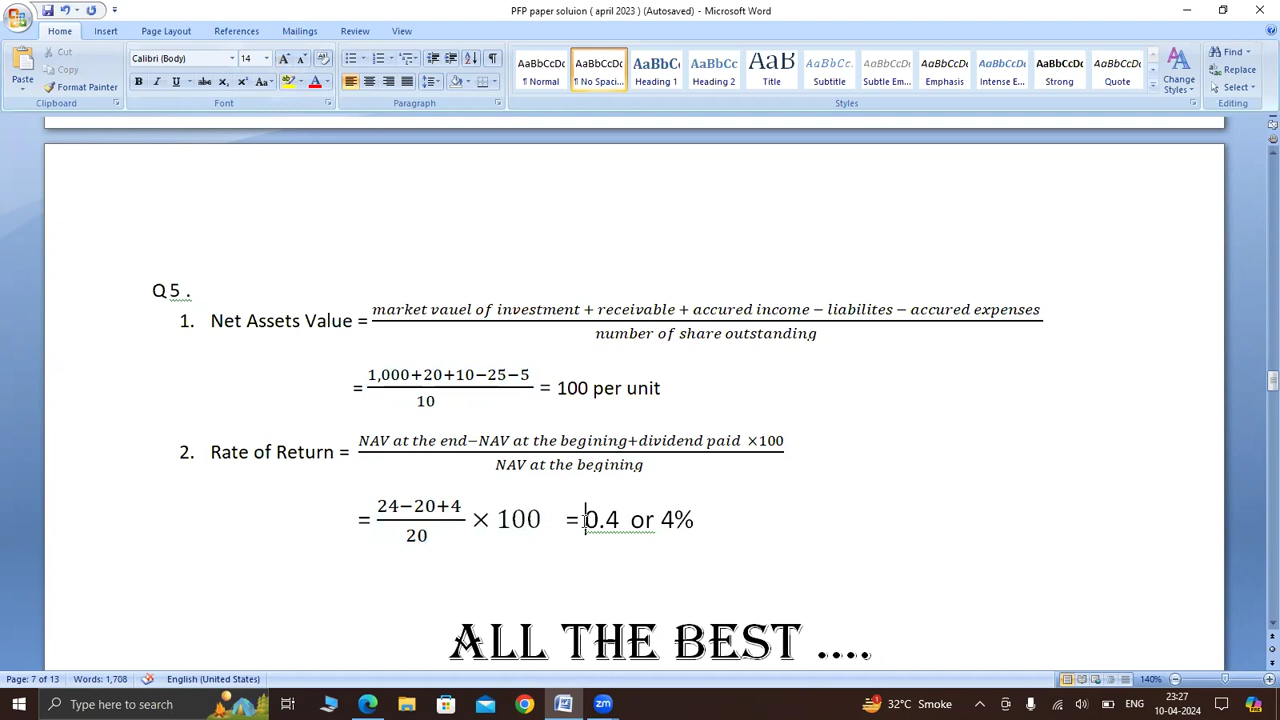 PFP paper soluion ( april 2023 ) (Autosaved) - Microsoft Word
Home Insert Page Layout References Mailings Review View
Paste
Cut
Copy
Format Painter
Clipboard
Calibri (Body) 14
Font
Paragraph
AaBbCcDc AaBbCcDc AaBbCc AaBbCc AaB AaBbCc. AaBbCcDc AaBbCcDc AaBbCcDc AaBbCcDc AaBbCcDc
¶ Normal ¶ No Spaci... Heading 1 Heading 2 Title Subtitle Subtle Em... Emphasis Intense E... Strong Quote
Change Styles
Styles
Find
Replace
Select
Editing
Q 5 .
1. Net Assets Value = market vauel of investment + receivable + accured income − liabilites − accured expenses
number of share outstanding
= 1,000+20+10−25−5 = 100 per unit
10
2. Rate of Return = NAV at the end−NAV at the begining+dividend paid ×100
NAV at the begining
= 24−20+4 × 100 = 0.4 or 4%
20
ALL THE BEST ....
Page: 7 of 13 Words: 1,708 English (United States) 140%
Type here to search
32°C Smoke
23:27
10-04-2024